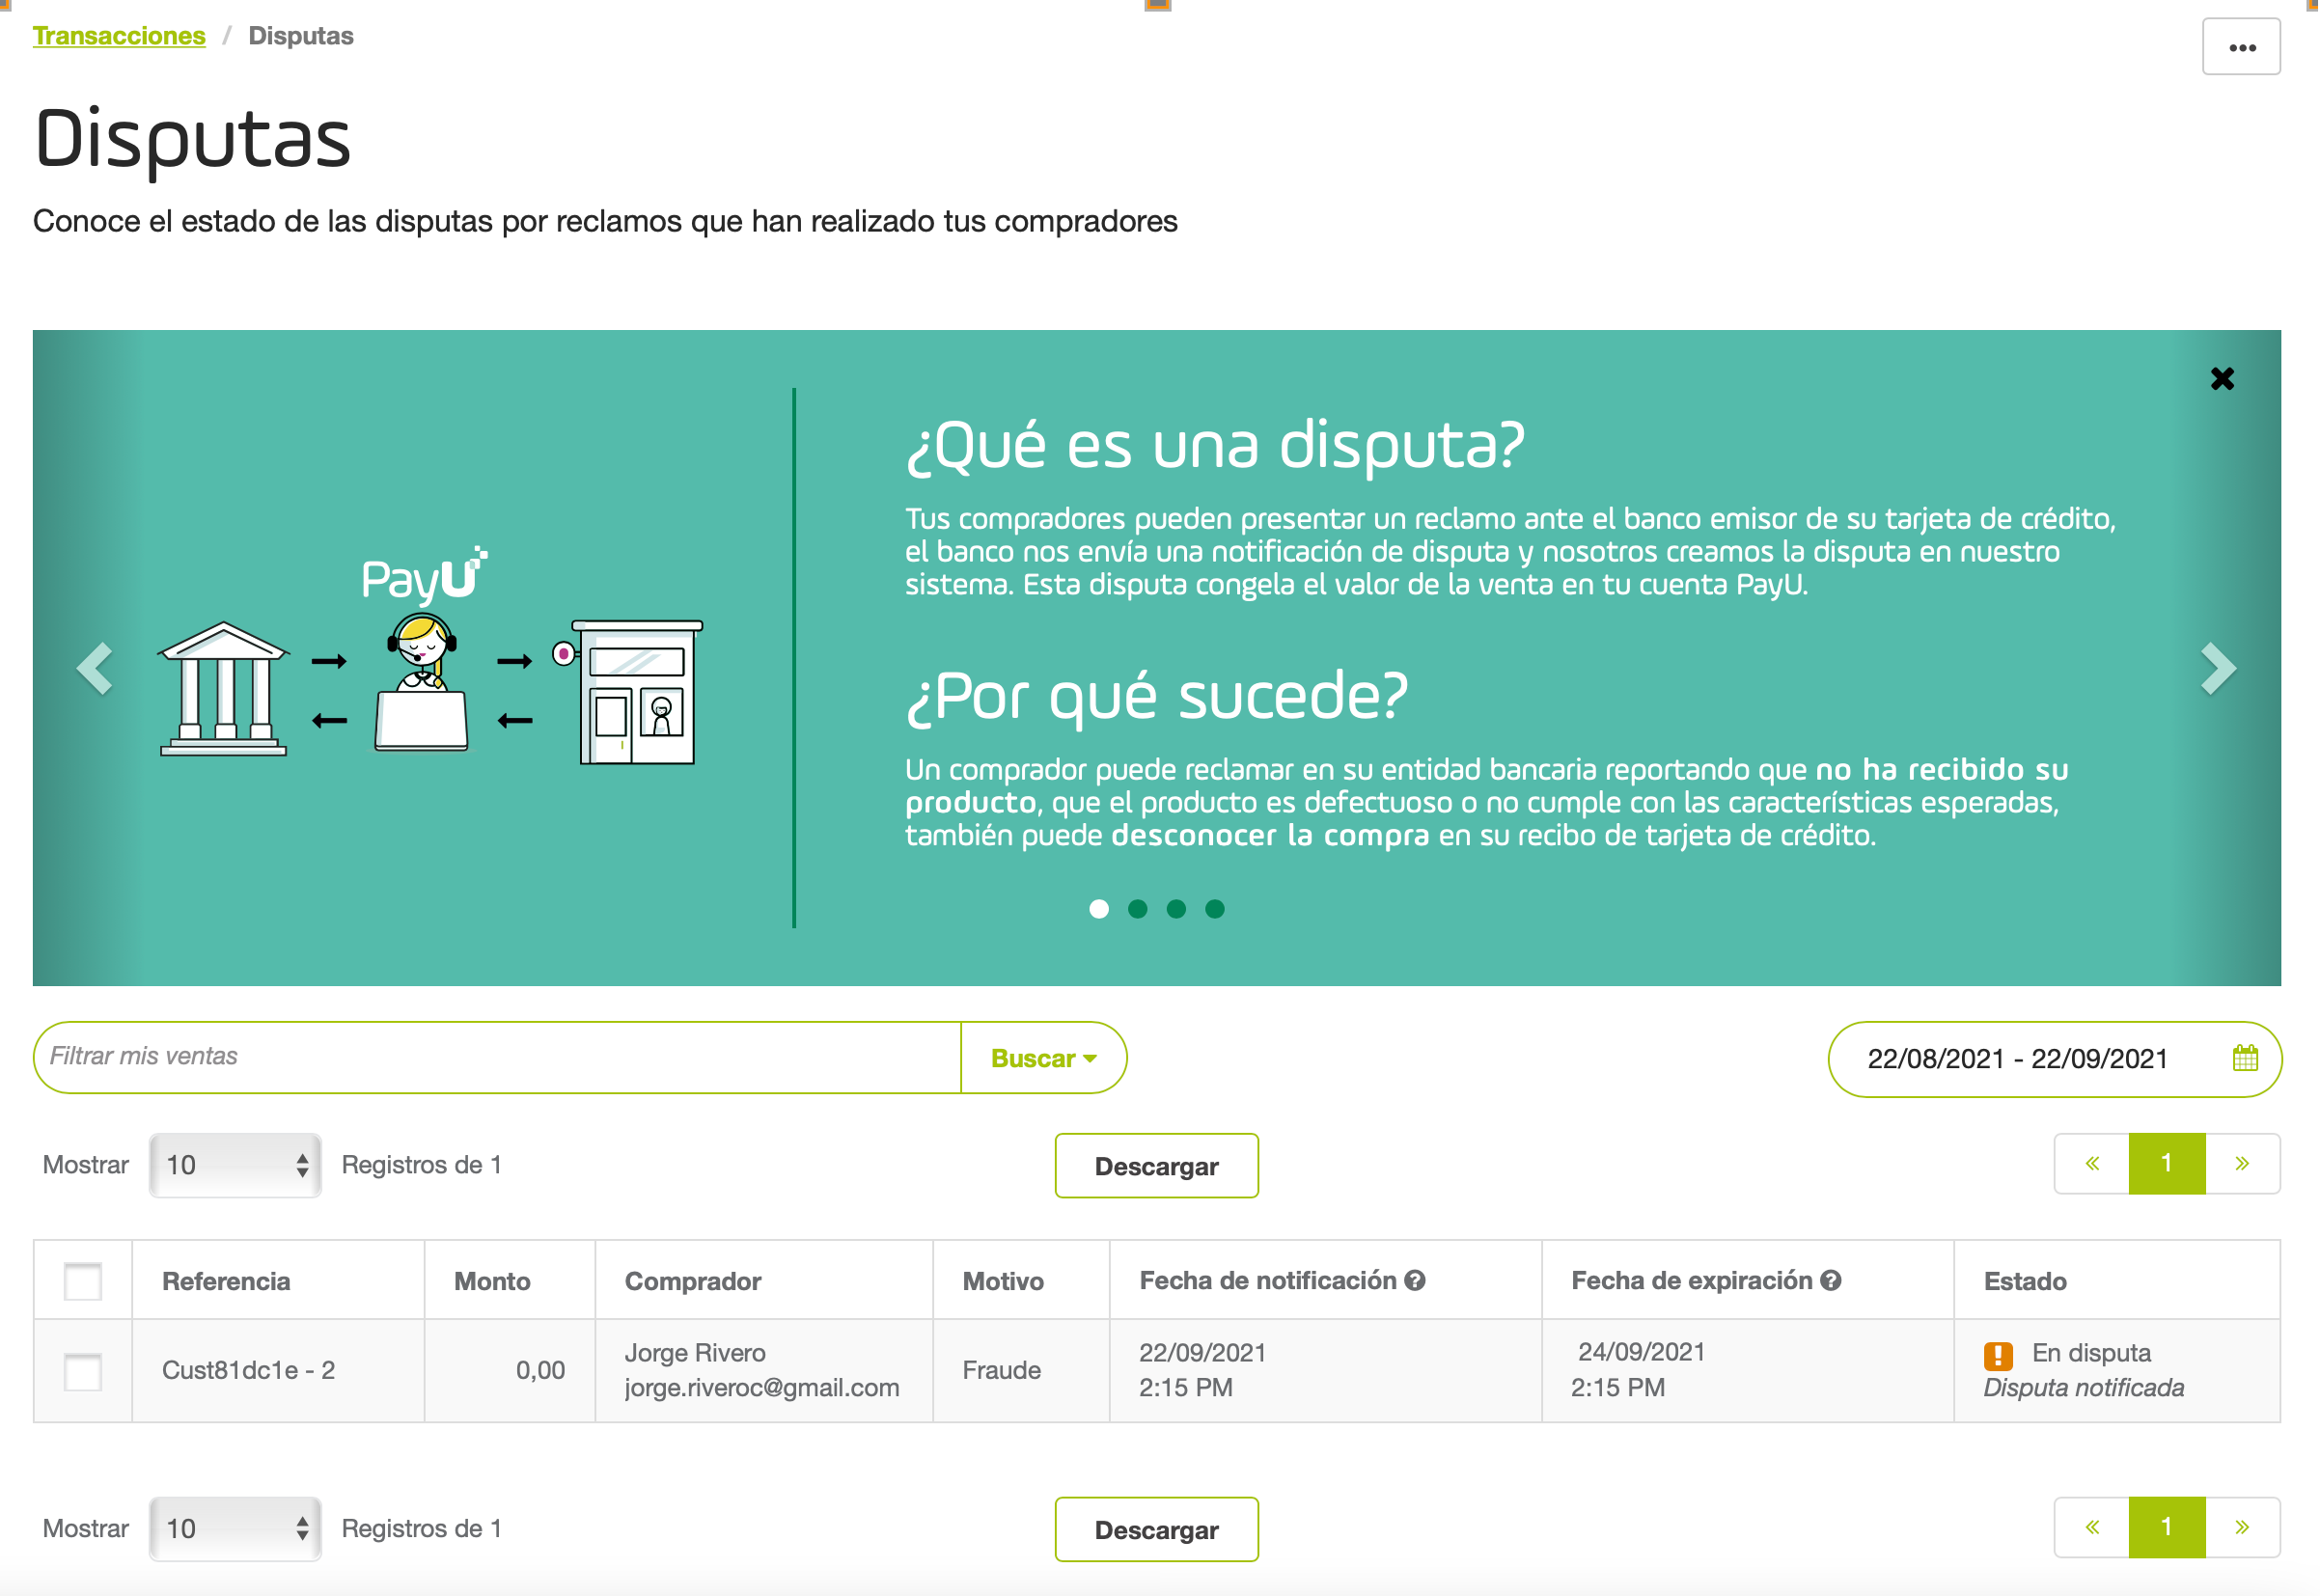 Transacciones / Disputas
Disputas
Conoce el estado de las disputas por reclamos que han realizado tus compradores
¿Qué es una disputa?
Tus compradores pueden presentar un reclamo ante el banco emisor de su tarjeta de crédito,
el banco nos envía una notificación de disputa y nosotros creamos la disputa en nuestro
sistema. Esta disputa congela el valor de la venta en tu cuenta PayU.
PayU
¿Por qué sucede?
Un comprador puede reclamar en su entidad bancaria reportando que no ha recibido su
producto, que el producto es defectuoso o no cumple con las características esperadas,
también puede desconocer la compra en su recibo de tarjeta de crédito.
Filtrar mis ventas Buscar 22/08/2021 - 22/09/2021
Mostrar 10 Registros de 1 Descargar « 1 »
Referencia Monto Comprador Motivo Fecha de notificación Fecha de expiración Estado
Cust81dc1e - 2 0,00 Jorge Rivero Fraude 22/09/2021 24/09/2021 En disputa
jorge.riveroc@gmail.com 2:15 PM 2:15 PM Disputa notificada
Mostrar 10 Registros de 1 Descargar « 1 »